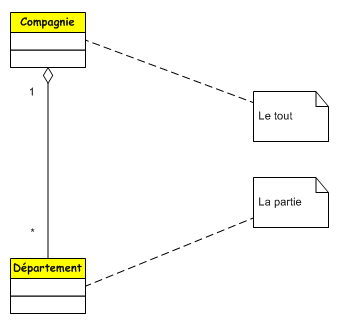 Compagnie
1
Le tout
La partie
*
Département